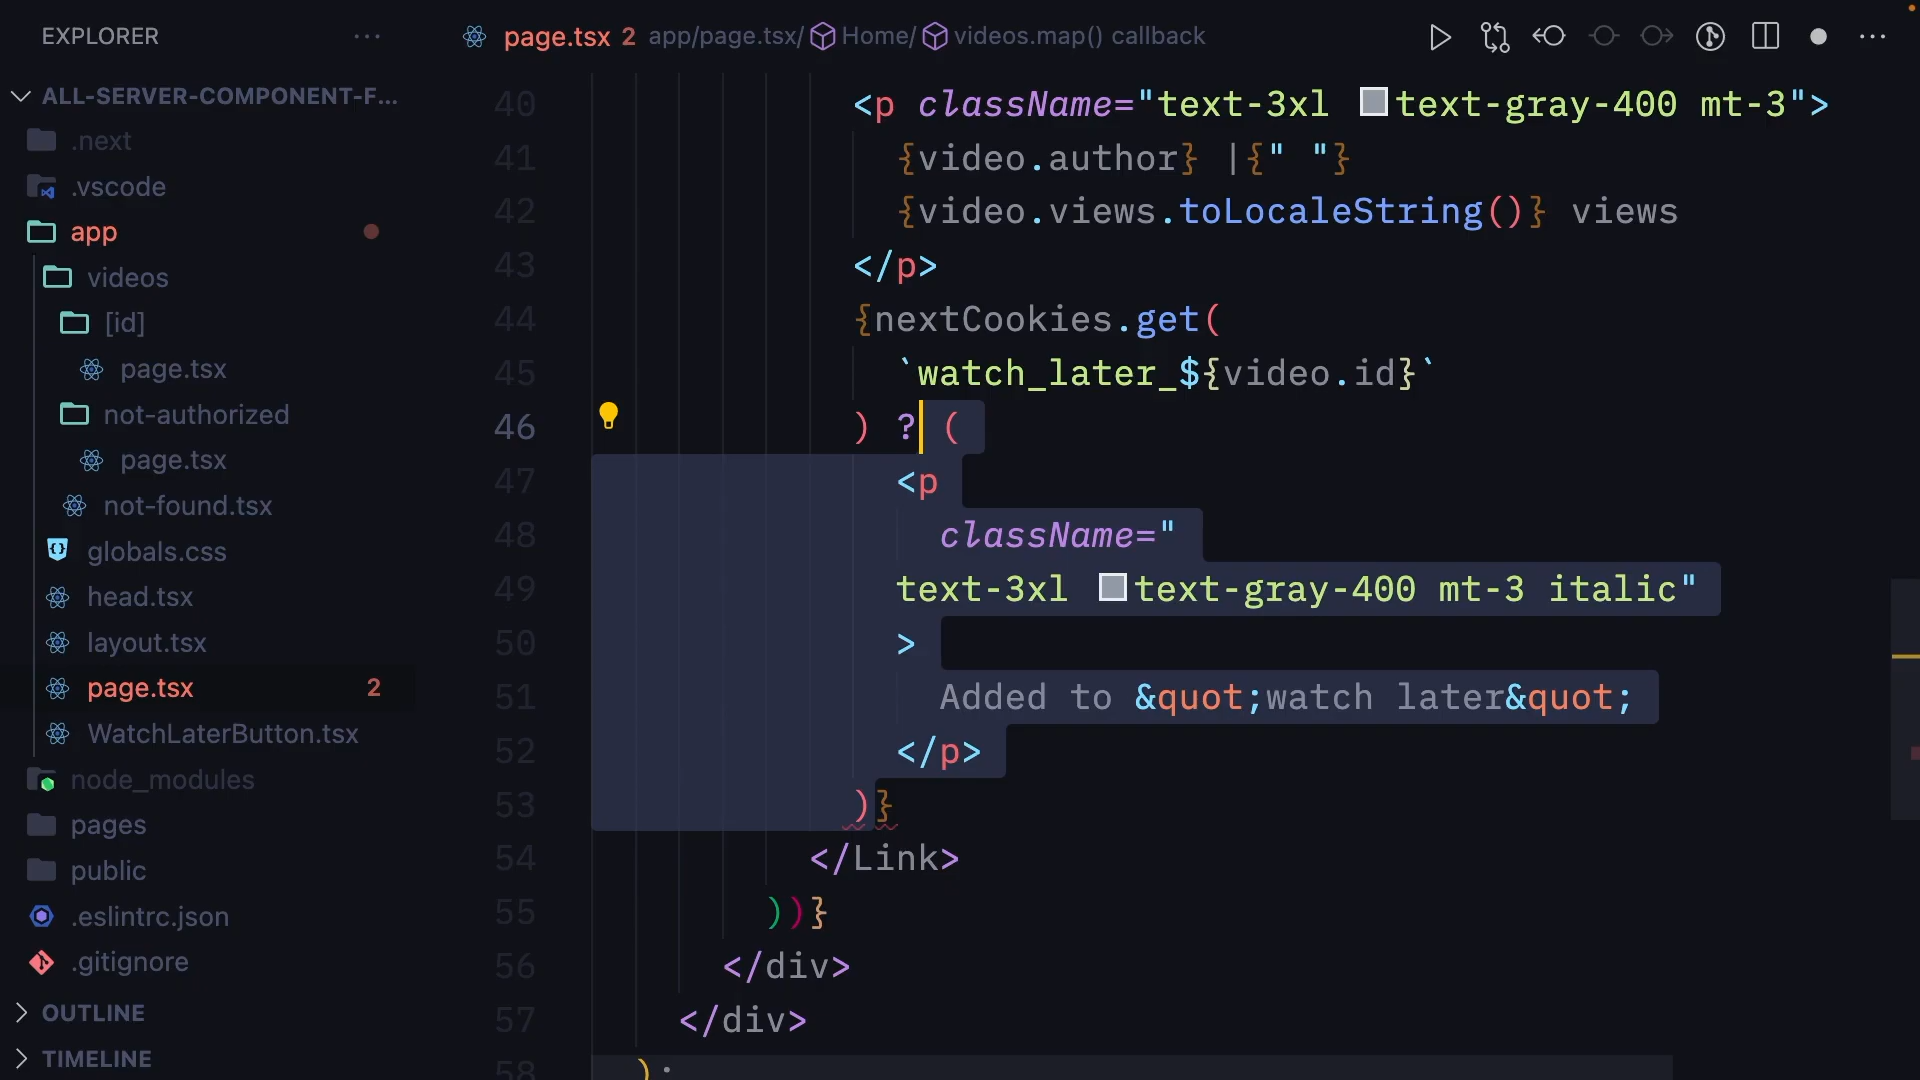 EXPLORER
page.tsx 2 app/page.tsx/ Home/ videos.map() callback
ALL-SERVER-COMPONENT-F...
.next
.vscode
app
videos
[id]
page.tsx
not-authorized
page.tsx
not-found.tsx
globals.css
head.tsx
layout.tsx
page.tsx 2
WatchLaterButton.tsx
node_modules
pages
public
.eslintrc.json
.gitignore
OUTLINE
TIMELINE
40 <p className="text-3xl text-gray-400 mt-3">
41 {video.author} |{" "}
42 {video.views.toLocaleString()} views
43 </p>
44 {nextCookies.get(
45 `watch_later_${video.id}`
46 ) ? (
47 <p
48 className="
49 text-3xl text-gray-400 mt-3 italic"
50 >
51 Added to &quot;watch later&quot;
52 </p>
53 )}
54 </Link>
55 ))}
56 </div>
57 </div>
58 );